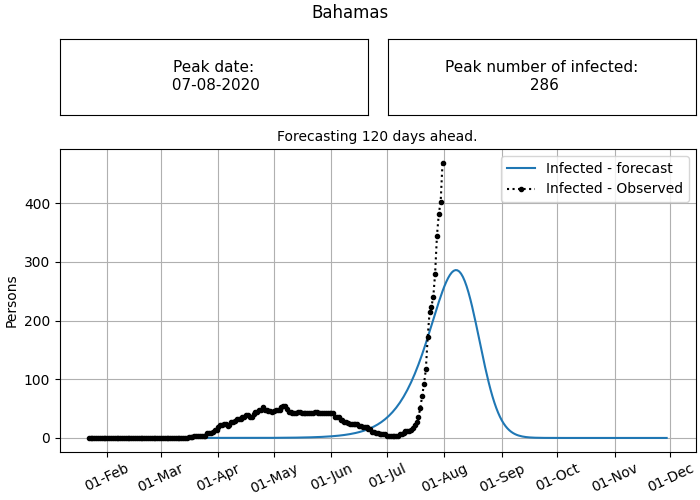 Bahamas
Peak date:
07-08-2020
Peak number of infected:
286
Forecasting 120 days ahead.
Infected - forecast
Infected - Observed
Persons
400
300
200
100
0
01-Feb
01-Mar
01-Apr
01-May
01-Jun
01-Jul
01-Aug
01-Sep
01-Oct
01-Nov
01-Dec